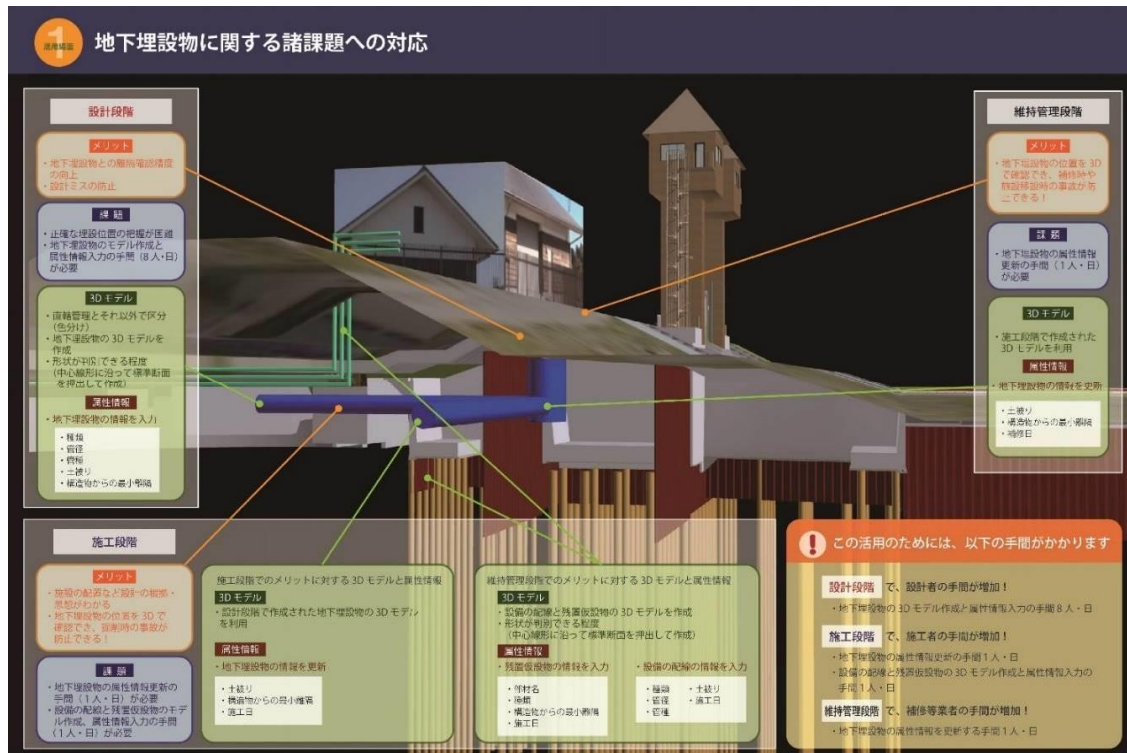 活用場面
1
地下埋設物に関する諸課題への対応
設計段階
メリット
・地下埋設物との離隔確認精度
の向上
・設計ミスの防止
課題
・正確な埋設位置の把握が困難
・地下埋設物のモデル作成と
属性情報入力の手間（8人・日）
が必要
3Dモデル
・直轄管理とそれ以外で区分
（色分け）
・地下埋設物の3Dモデルを
作成
・形状が判別できる程度
（中心線形に沿って標準断面
を押出して作成）
属性情報
・地下埋設物の情報を入力
・種類
・管径
・管種
・土被り
・構造物からの最小離隔
維持管理段階
メリット
・地下埋設物の位置を3D
で確認でき、補修時や
施設移設時の事故が防
止できる！
課題
・地下埋設物の属性情報
更新の手間（1人・日）
が必要
3Dモデル
・施工段階で作成された
3Dモデルを利用
属性情報
・地下埋設物の情報を更新
・土被り
・構造物からの最小離隔
・補修日
施工段階
メリット
・施設の配置など設計の根拠・
思想がわかる
・地下埋設物の位置を3Dで
確認でき、掘削時の事故が
防止できる！
課題
・地下埋設物の属性情報更新の
手間（1人・日）が必要
・設備の配線と残置仮設物のモ
デル作成、属性情報入力の手間
（1人・日）が必要
施工段階でのメリットに対する3Dモデルと属性情報
3Dモデル
・設計段階で作成された地下埋設物の3Dモデル
を利用
属性情報
・地下埋設物の情報を更新
・土被り
・構造物からの最小離隔
・施工日
維持管理段階でのメリットに対する3Dモデルと属性情報
3Dモデル
・設備の配線と残置仮設物の3Dモデルを作成
・形状が判別できる程度
（中心線形に沿って標準断面を押出して作成）
属性情報
・残置仮設物の情報を入力
・部材名
・種類
・構造物からの最小離隔
・施工日
・設備の配線の情報を入力
・種類
・管径
・管種
・土被り
・施工日
! この活用のためには、以下の手間がかかります
設計段階で、設計者の手間が増加！
・地下埋設物の3Dモデル作成と属性情報入力の手間8人・日
施工段階で、施工者の手間が増加！
・地下埋設物の属性情報更新の手間1人・日
・設備の配線と残置仮設物の3Dモデル作成と属性情報入力の
手間1人・日
維持管理段階で、補修等業者の手間が増加！
・地下埋設物の属性情報を更新する手間1人・日